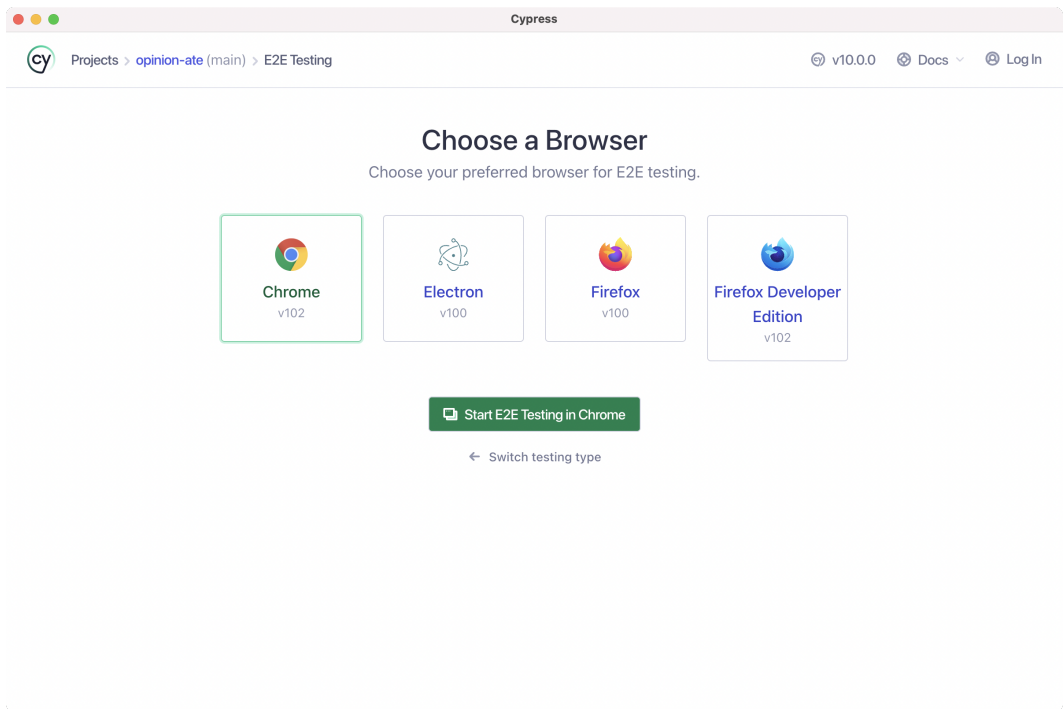 Cypress
cy Projects > opinion-ate (main) > E2E Testing
cy v10.0.0 Docs Log In
Choose a Browser
Choose your preferred browser for E2E testing.
Chrome
v102
Electron
v100
Firefox
v100
Firefox Developer
Edition
v102
Start E2E Testing in Chrome
← Switch testing type